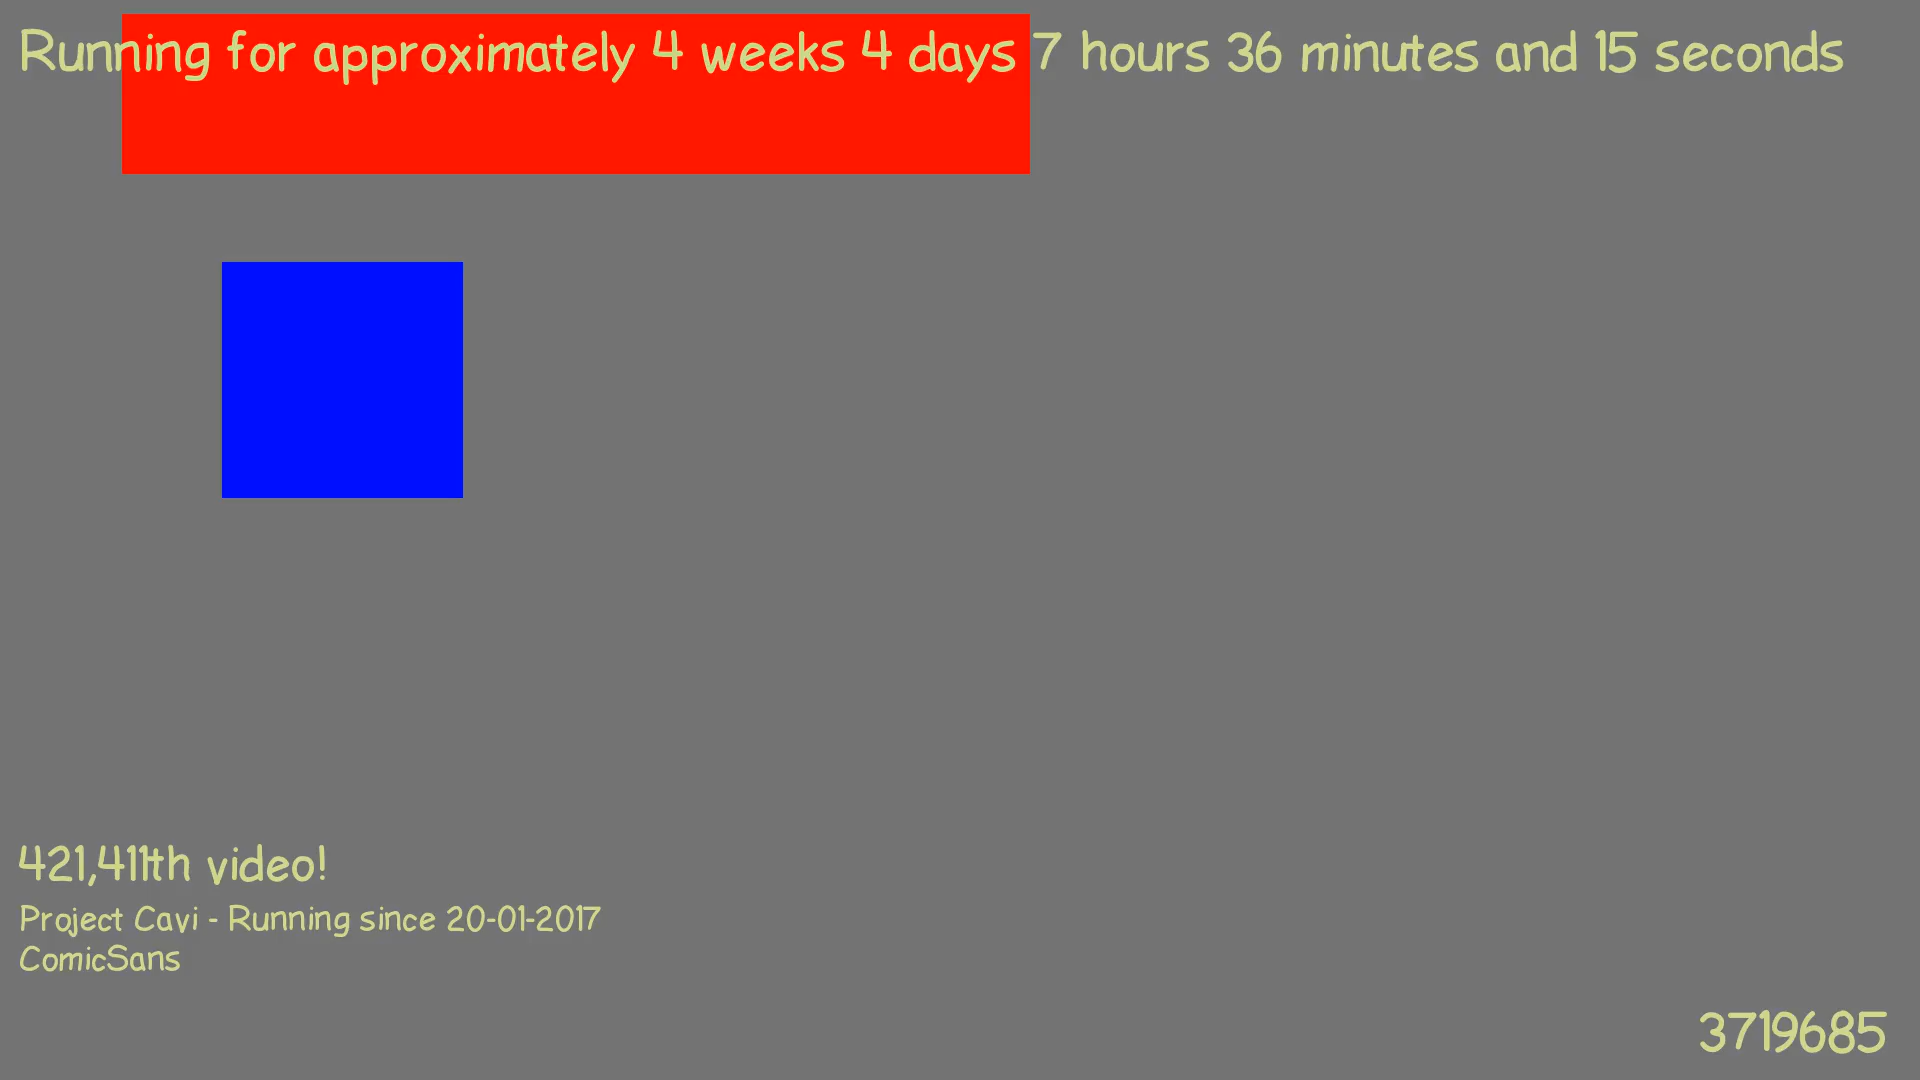 Running for approximately 4 weeks 4 days 7 hours 36 minutes and 15 seconds
421,411th video!
Project Cavi - Running since 20-01-2017
ComicSans
3719685